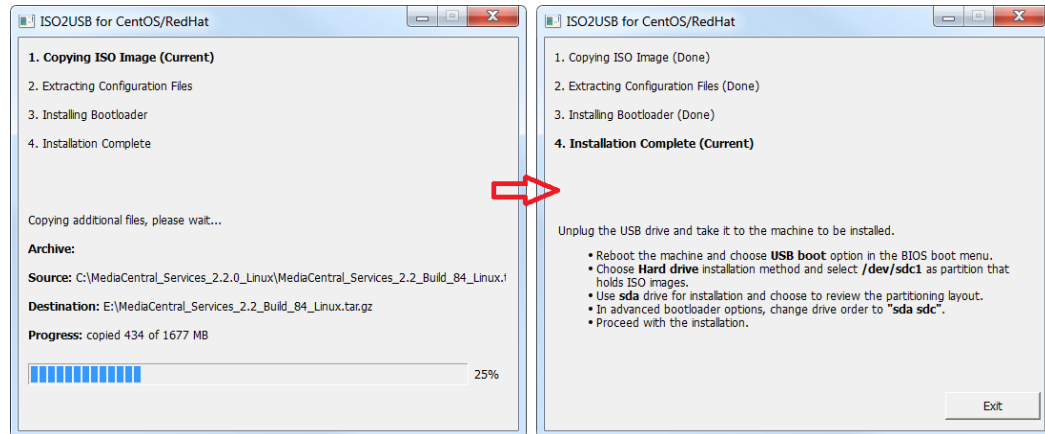 ISO2USB for CentOS/RedHat
1. Copying ISO Image (Current)
2. Extracting Configuration Files
3. Installing Bootloader
4. Installation Complete
Copying additional files, please wait...
Archive:
Source: C:\MediaCentral_Services_2.2.0_Linux\MediaCentral_Services_2.2_Build_84_Linux.t
Destination: E:\MediaCentral_Services_2.2_Build_84_Linux.tar.gz
Progress: copied 434 of 1677 MB
25%
ISO2USB for CentOS/RedHat
1. Copying ISO Image (Done)
2. Extracting Configuration Files (Done)
3. Installing Bootloader (Done)
4. Installation Complete (Current)
Unplug the USB drive and take it to the machine to be installed.
• Reboot the machine and choose USB boot option in the BIOS boot menu.
• Choose Hard drive installation method and select /dev/sdc1 as partition that
holds ISO images.
• Use sda drive for installation and choose to review the partitioning layout.
• In advanced bootloader options, change drive order to "sda sdc".
• Proceed with the installation.
Exit